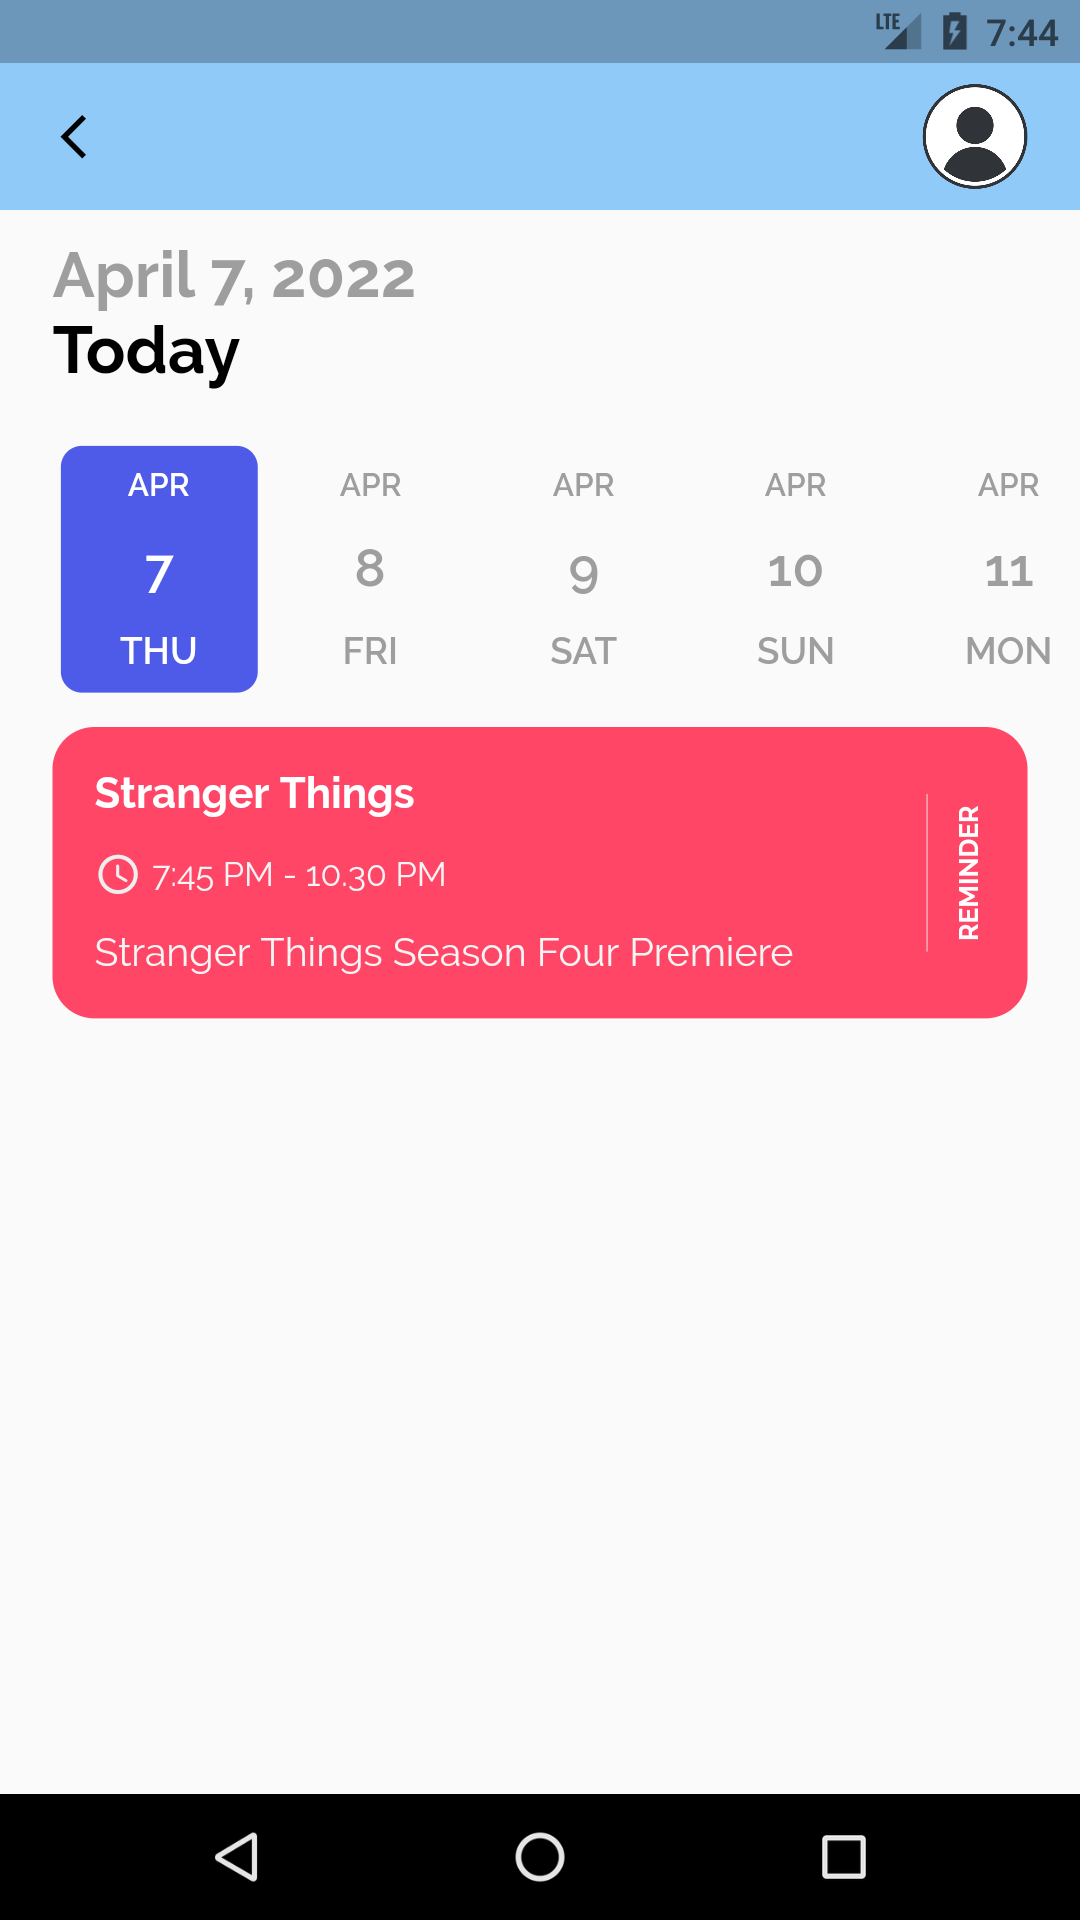 LTE 7:44
April 7, 2022
Today
APR APR APR APR APR
7 8 9 10 11
THU FRI SAT SUN MON
Stranger Things
7:45 PM - 10.30 PM
Stranger Things Season Four Premiere
REMINDER